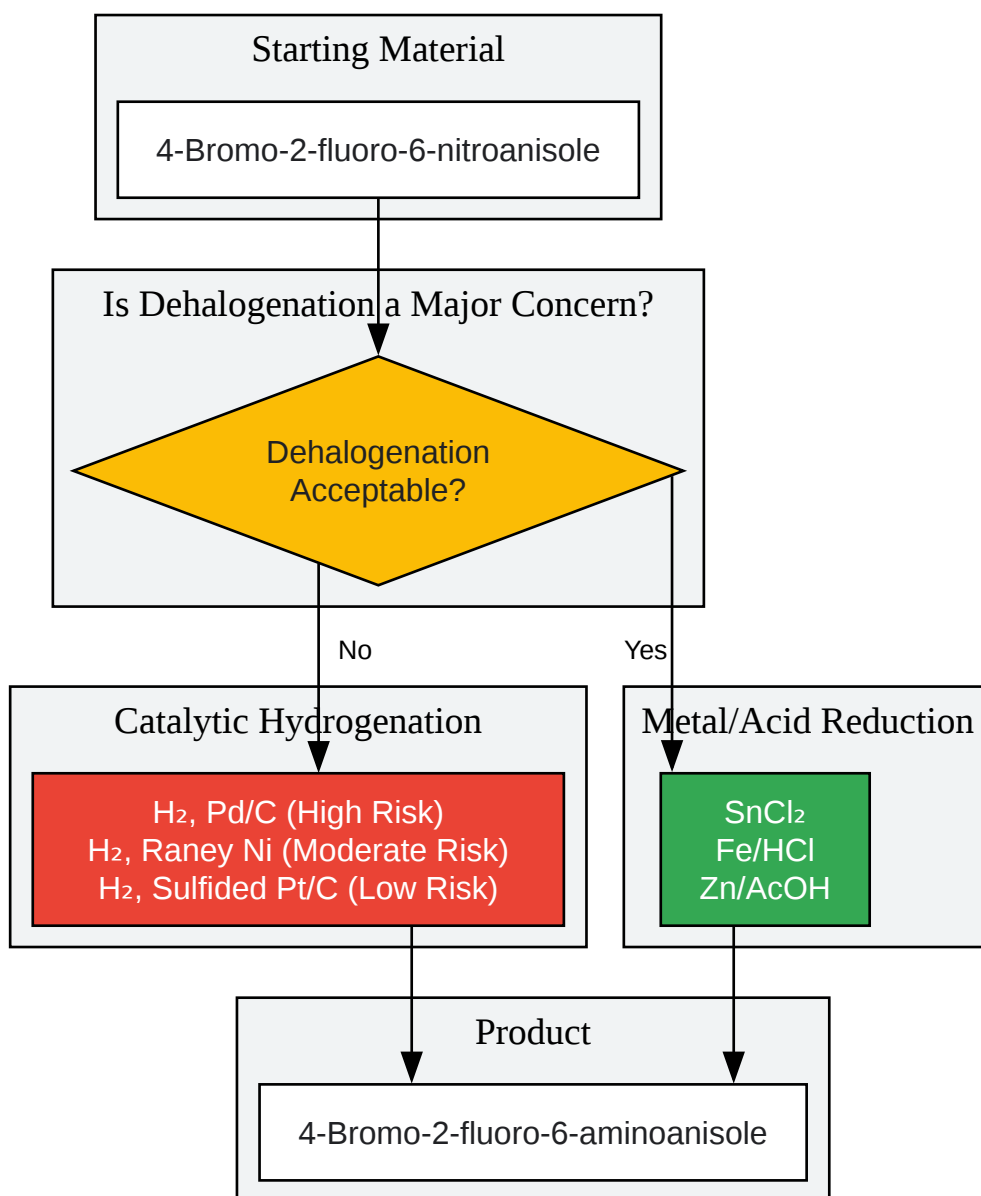 Starting Material
4-Bromo-2-fluoro-6-nitroanisole
Is Dehalogenation a Major Concern?
Dehalogenation
Acceptable?
No
Yes
Catalytic Hydrogenation
H₂, Pd/C (High Risk)
H₂, Raney Ni (Moderate Risk)
H₂, Sulfided Pt/C (Low Risk)
Metal/Acid Reduction
SnCl₂
Fe/HCl
Zn/AcOH
Product
4-Bromo-2-fluoro-6-aminoanisole